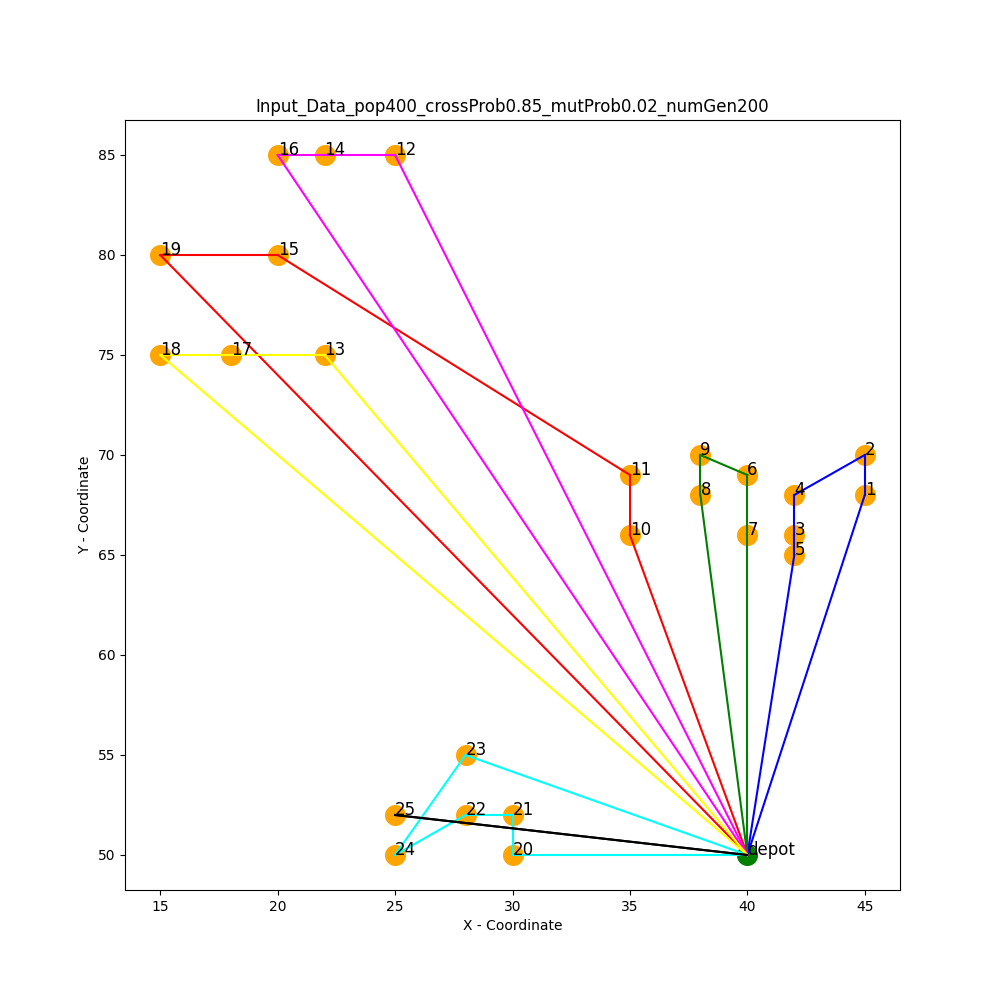 Input_Data_pop400_crossProb0.85_mutProb0.02_numGen200
85
16 14 12
80
19 15
75
18 17 13
70
9 2
11 6
8 4 1
10 7 3
65
5
60
55
23
25 22 21
50
24 20 depot
15 20 25 30 35 40 45
X - Coordinate
Y - Coordinate